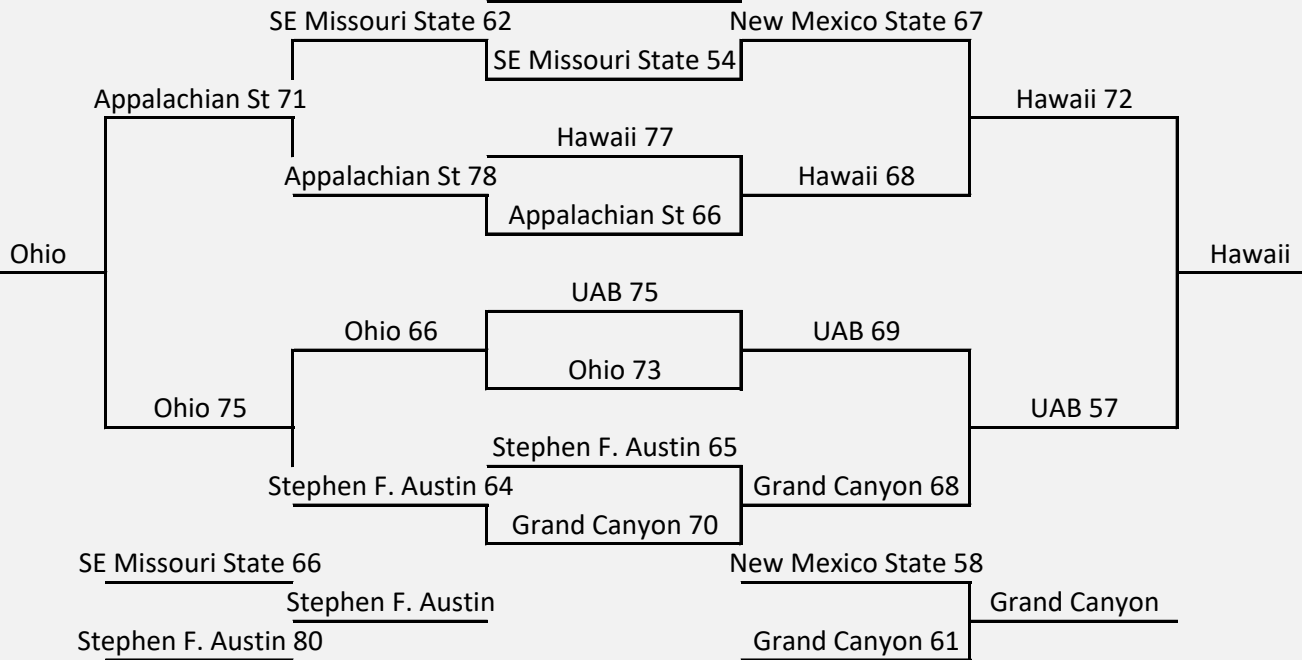 SE Missouri State 62
New Mexico State 67
SE Missouri State 54
Appalachian St 71
Hawaii 72
Hawaii 77
Appalachian St 78
Hawaii 68
Appalachian St 66
Ohio
Hawaii
UAB 75
Ohio 66
UAB 69
Ohio 73
Ohio 75
UAB 57
Stephen F. Austin 65
Stephen F. Austin 64
Grand Canyon 68
Grand Canyon 70
SE Missouri State 66
New Mexico State 58
Stephen F. Austin
Grand Canyon
Stephen F. Austin 80
Grand Canyon 61